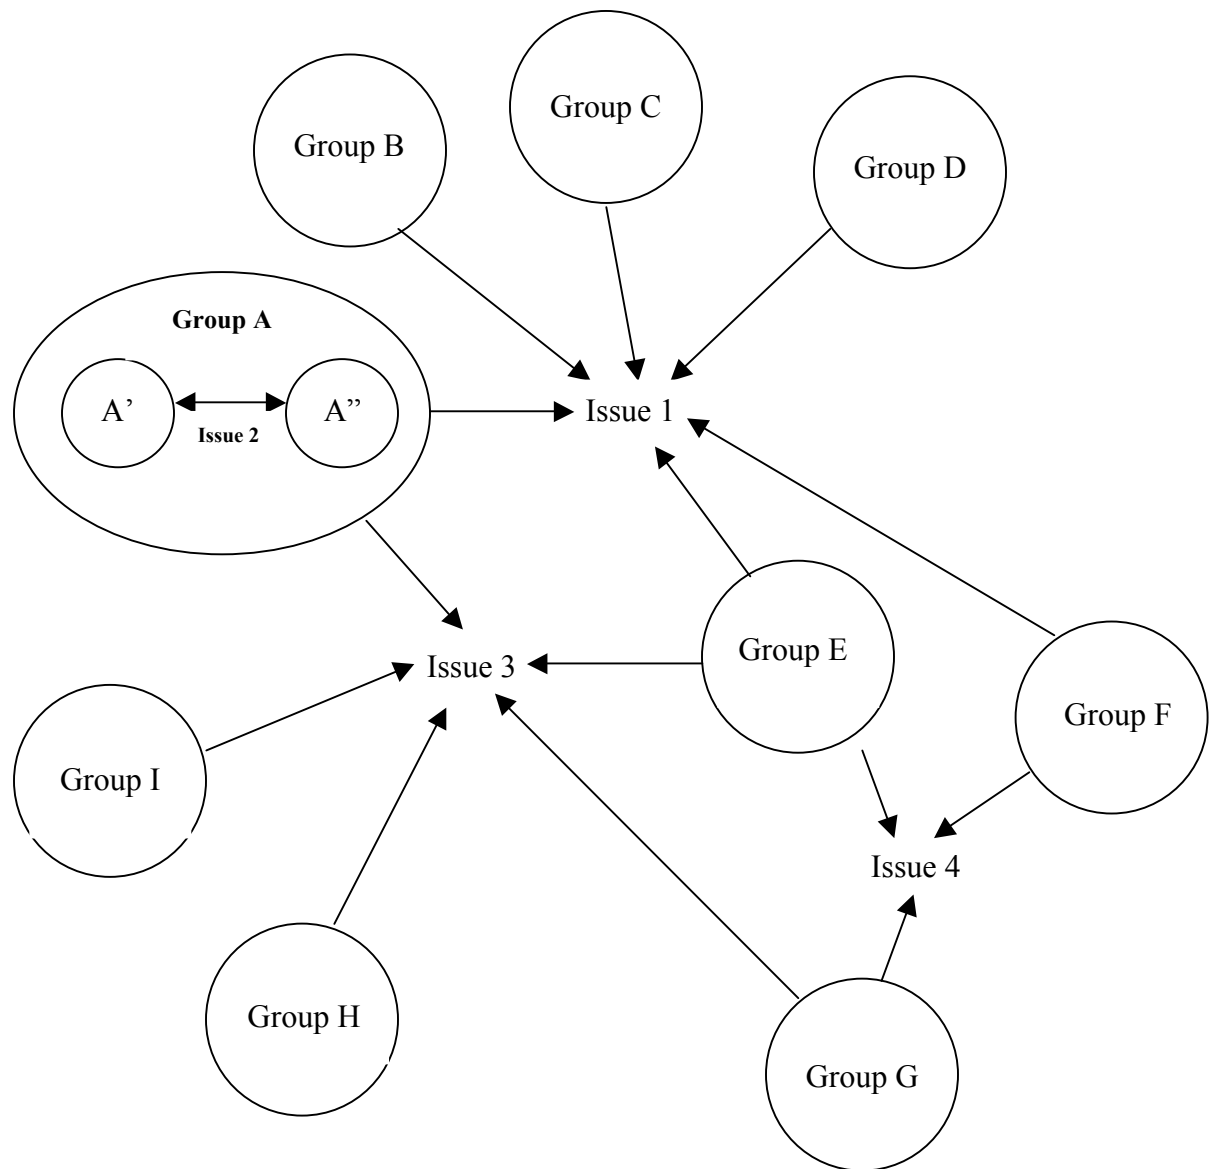 Group C
Group B
Group D
Group A
A’
A”
Issue 2
Issue 1
Group E
Issue 3
Group F
Group I
Issue 4
Group H
Group G